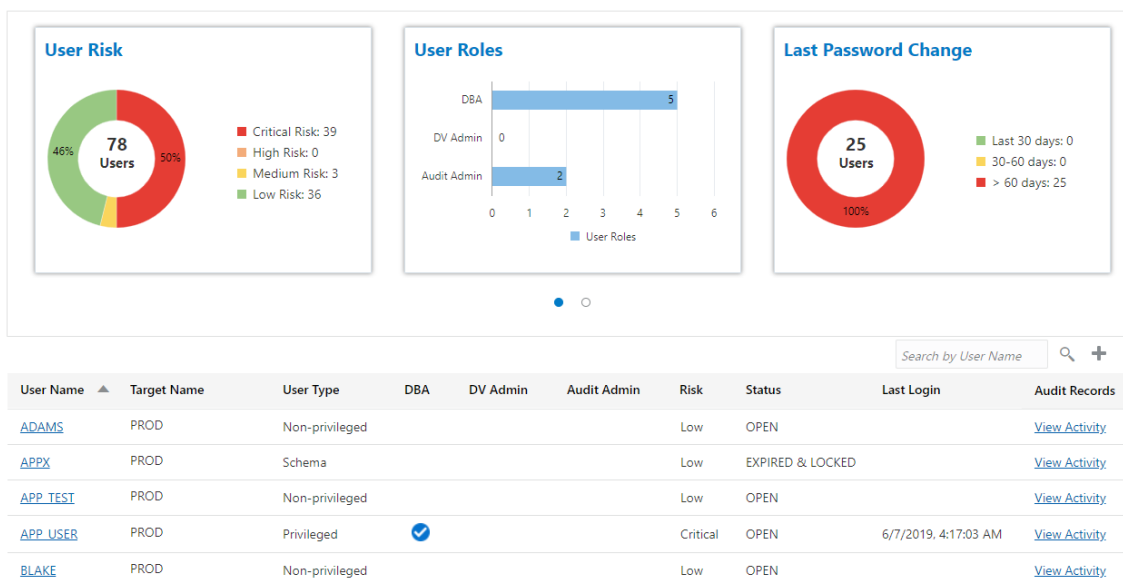 User Risk
78
Users
46%
50%
Critical Risk: 39
High Risk: 0
Medium Risk: 3
Low Risk: 36
User Roles
DBA
5
DV Admin
0
Audit Admin
2
0 1 2 3 4 5 6
User Roles
Last Password Change
25
Users
100%
Last 30 days: 0
30-60 days: 0
> 60 days: 25
Search by User Name
User Name Target Name User Type DBA DV Admin Audit Admin Risk Status Last Login Audit Records
ADAMS PROD Non-privileged Low OPEN View Activity
APPX PROD Schema Low EXPIRED & LOCKED View Activity
APP_TEST PROD Non-privileged Low OPEN View Activity
APP_USER PROD Privileged Critical OPEN 6/7/2019, 4:17:03 AM View Activity
BLAKE PROD Non-privileged Low OPEN View Activity